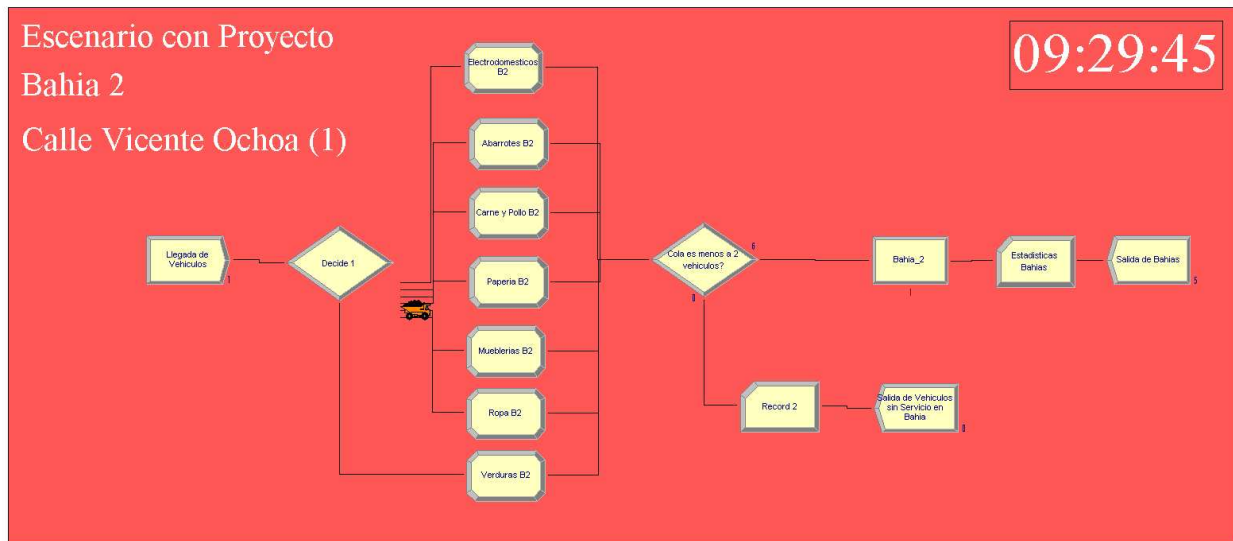 Escenario con Proyecto
Bahia 2
Calle Vicente Ochoa (1)
09:29:45
Electrodomesticos
B2
Abarrotes B2
Carne y Pollo B2
Paperia B2
Mueblerias B2
Ropa B2
Verduras B2
Llegada de
Vehiculos
1
Decide 1
Cola es menos a 2
vehiculos?
6
0
Bahia_2
Estadisticas
Bahias
Salida de Bahias
5
Record 2
Salida de Vehiculos
sin Servicio en
Bahia
0